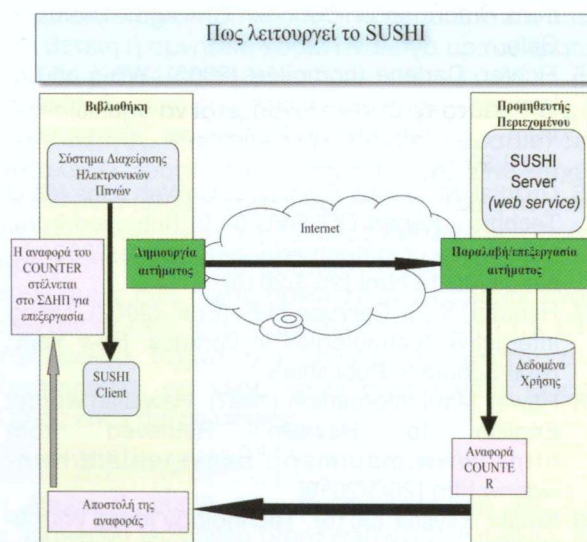 Πως λειτουργεί το SUSHI
Βιβλιοθήκη
Σύστημα Διαχείρισης
Ηλεκτρονικών
Πηνών
Η αναφορά του
COUNTER
στέλνεται
στο ΣΔΗΠ για
επεξεργασία
Δημιουργία
αιτήματος
SUSHI
Client
Αποστολή της
αναφοράς
Internet
Προμηθευτής
Περιεχομένου
SUSHI
Server
(web service)
Παραλαβή/επεξεργασία
αιτήματος
Δεδομένα
Χρήσης
Αναφορά
COUNTE
R